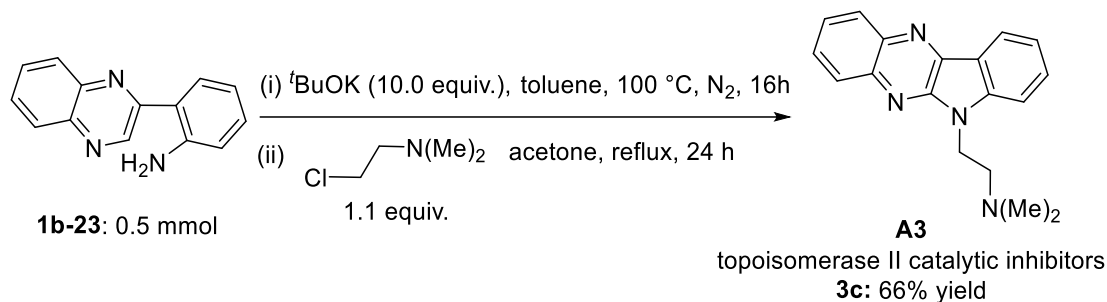 N
N
H₂N
1b-23: 0.5 mmol
(i) ᵗBuOK (10.0 equiv.), toluene, 100 °C, N₂, 16h
(ii)
Cl
N(Me)₂
acetone, reflux, 24 h
1.1 equiv.
N
N
N
N(Me)₂
A3
topoisomerase II catalytic inhibitors
3c: 66% yield